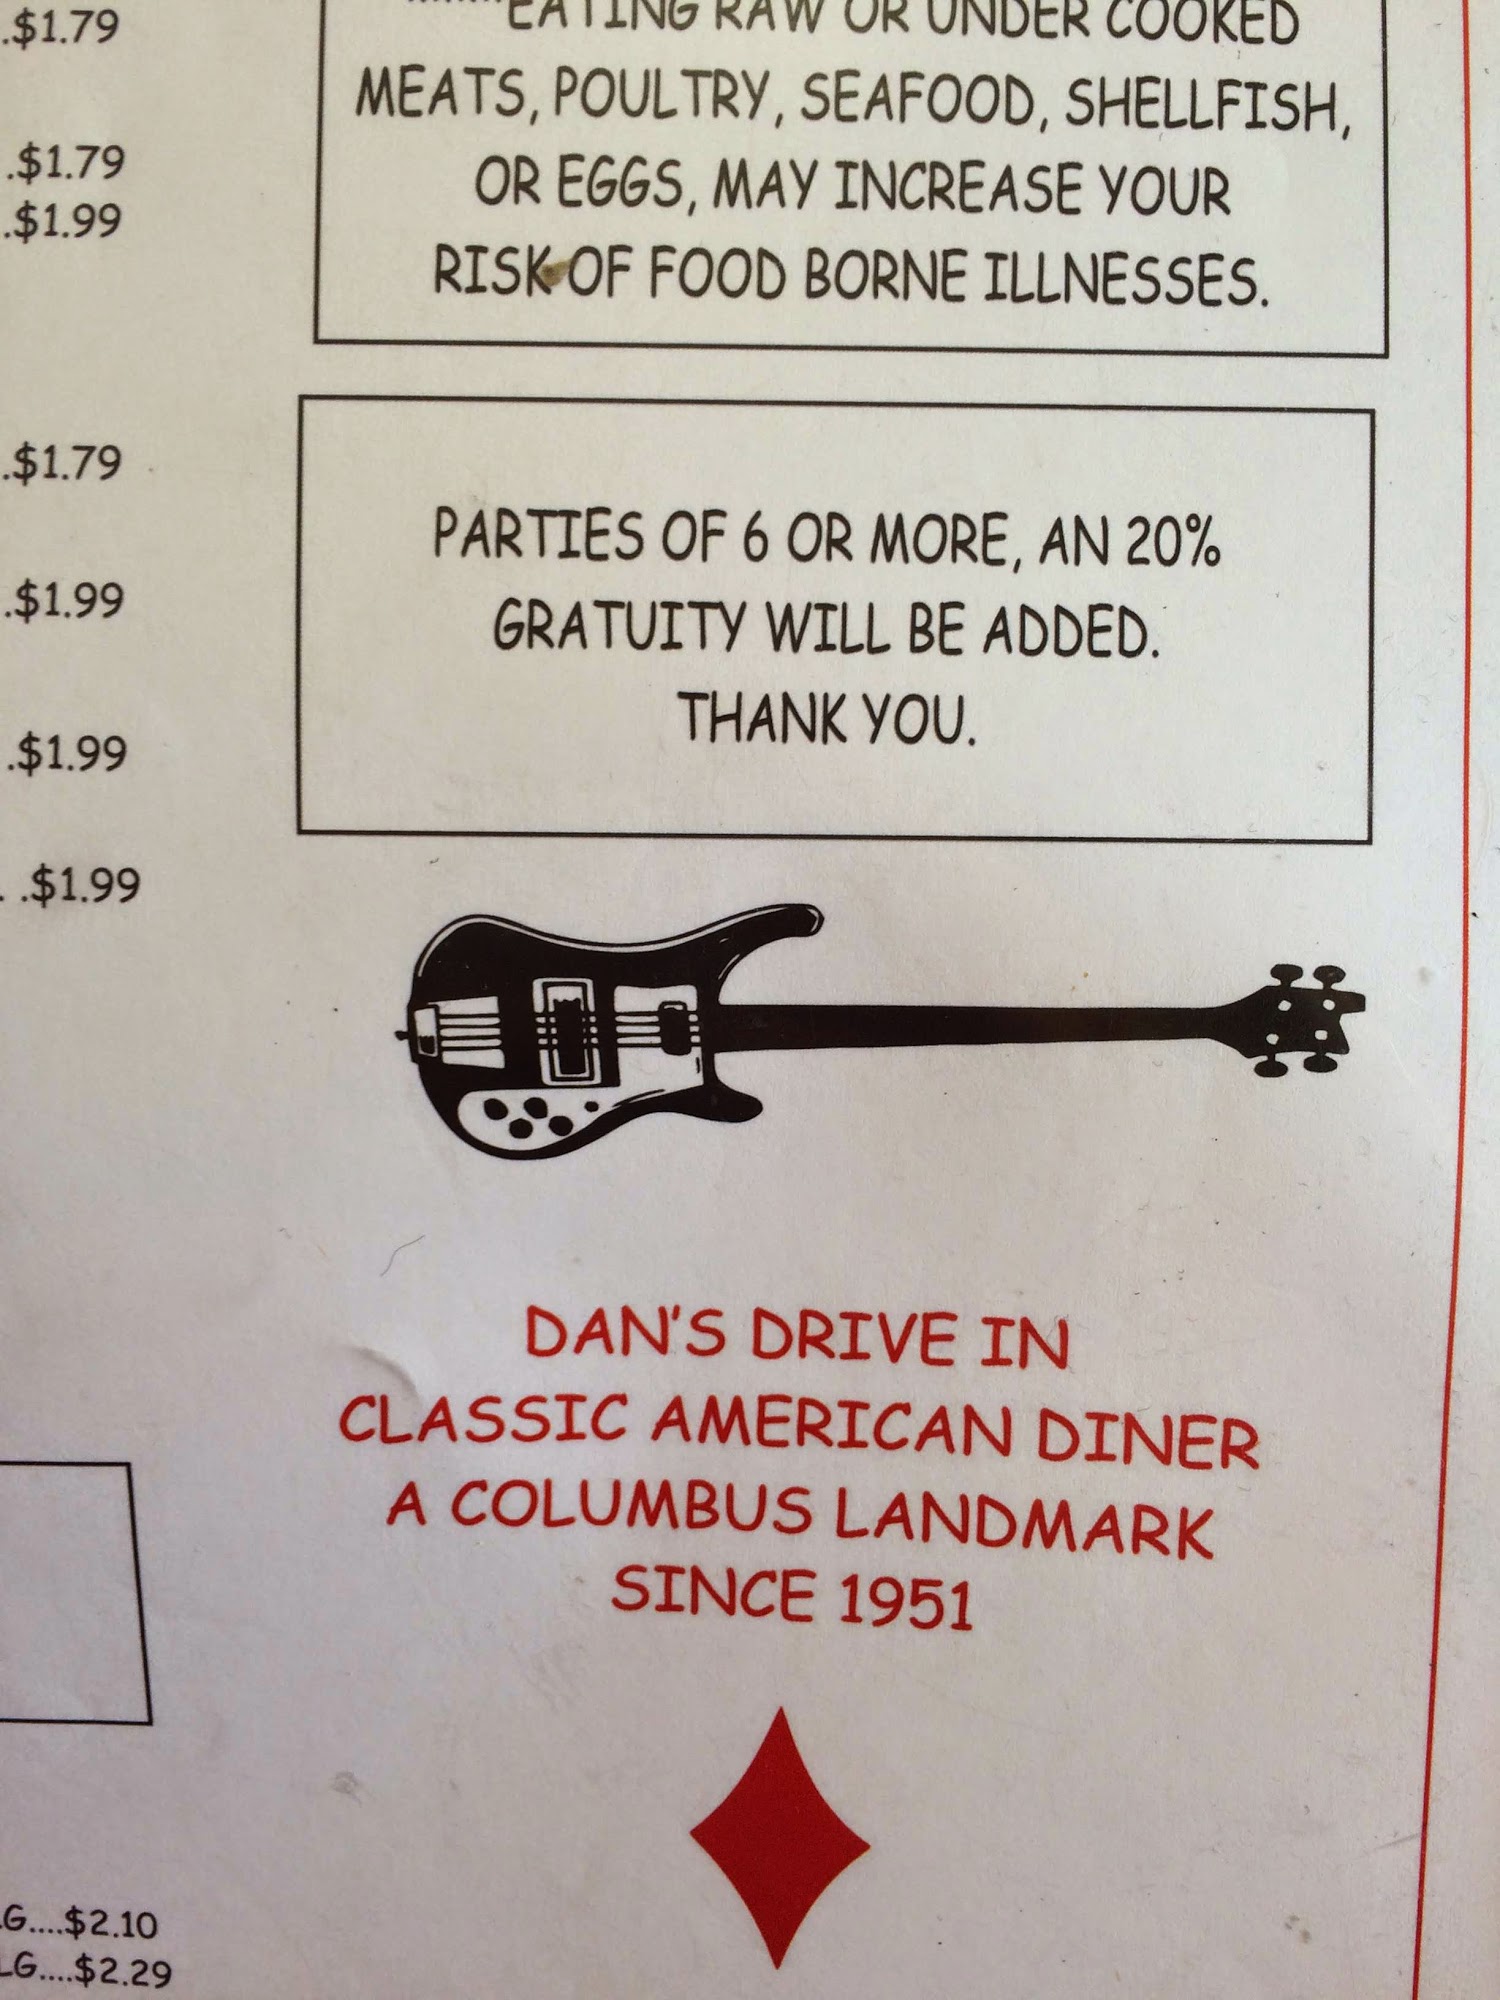 .$1.79
.$1.79
.$1.99
.$1.79
.$1.99
.$1.99
. .$1.99
G....$2.10
LG....$2.29
EATING RAW OR UNDER COOKED
MEATS, POULTRY, SEAFOOD, SHELLFISH,
OR EGGS, MAY INCREASE YOUR
RISK OF FOOD BORNE ILLNESSES.
PARTIES OF 6 OR MORE, AN 20%
GRATUITY WILL BE ADDED.
THANK YOU.
DAN'S DRIVE IN
CLASSIC AMERICAN DINER
A COLUMBUS LANDMARK
SINCE 1951